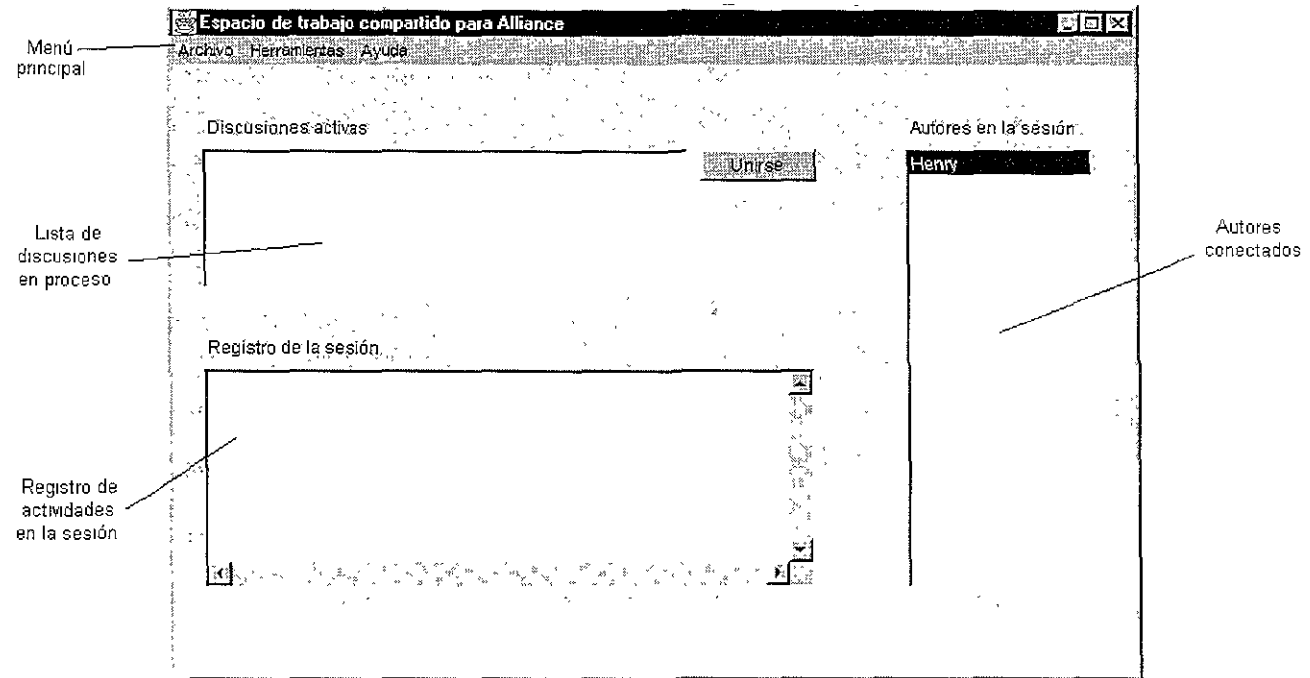 Espacio de trabajo compartido para Alliance
Menú
principal
Archivo Herramientas Ayuda
Discusiones activas
Autores en la sesión
Unirse
Henry
Lista de
discusiones
en proceso
Autores
conectados
Registro de la sesión
Registro de
actividades
en la sesión